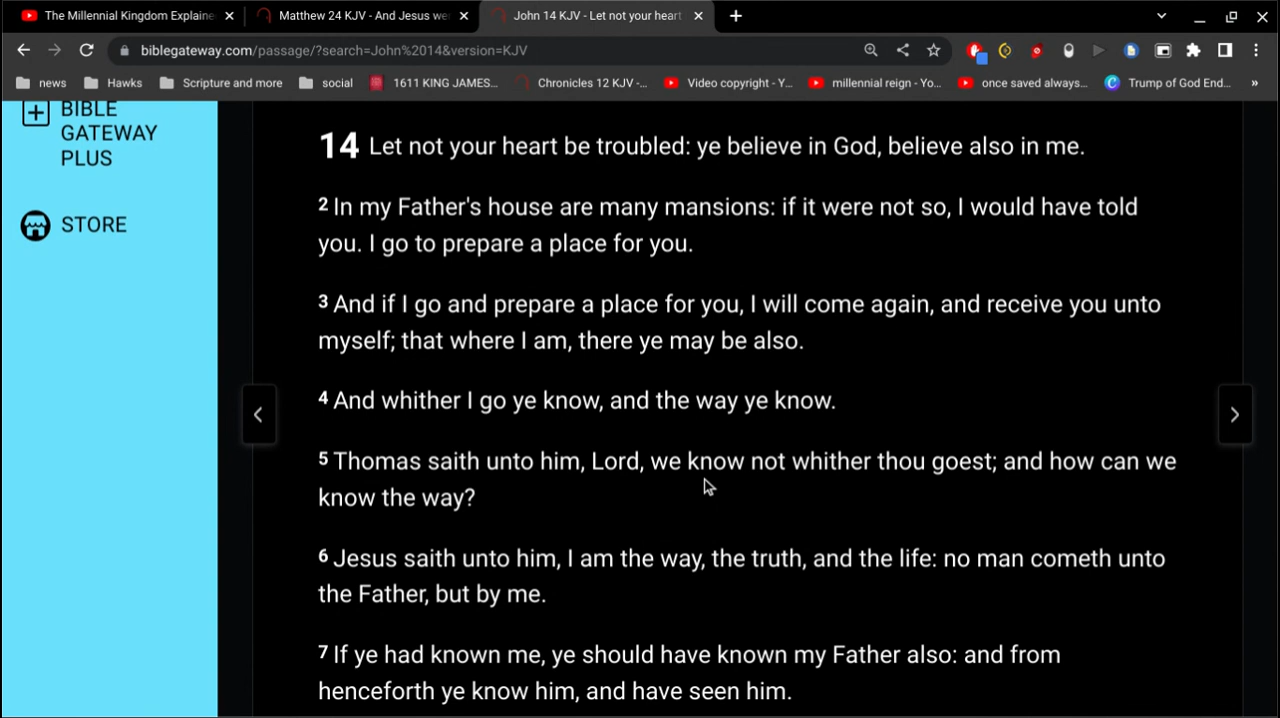 The Millennial Kingdom Explaine
Matthew 24 KJV - And Jesus we
John 14 KJV - Let not your heart
biblegateway.com/passage/?search=John%2014&version=KJV
news
Hawks
Scripture and more
social
1611 KING JAMES...
Chronicles 12 KJV -...
Video copyright - Y...
millennial reign - Yo...
once saved always...
Trump of God End...
»
BIBLE
GATEWAY
PLUS
STORE
14 Let not your heart be troubled: ye believe in God, believe also in me.
2 In my Father's house are many mansions: if it were not so, I would have told
you. I go to prepare a place for you.
3 And if I go and prepare a place for you, I will come again, and receive you unto
myself; that where I am, there ye may be also.
4 And whither I go ye know, and the way ye know.
5 Thomas saith unto him, Lord, we know not whither thou goest; and how can we
know the way?
6 Jesus saith unto him, I am the way, the truth, and the life: no man cometh unto
the Father, but by me.
7 If ye had known me, ye should have known my Father also: and from
henceforth ye know him, and have seen him.